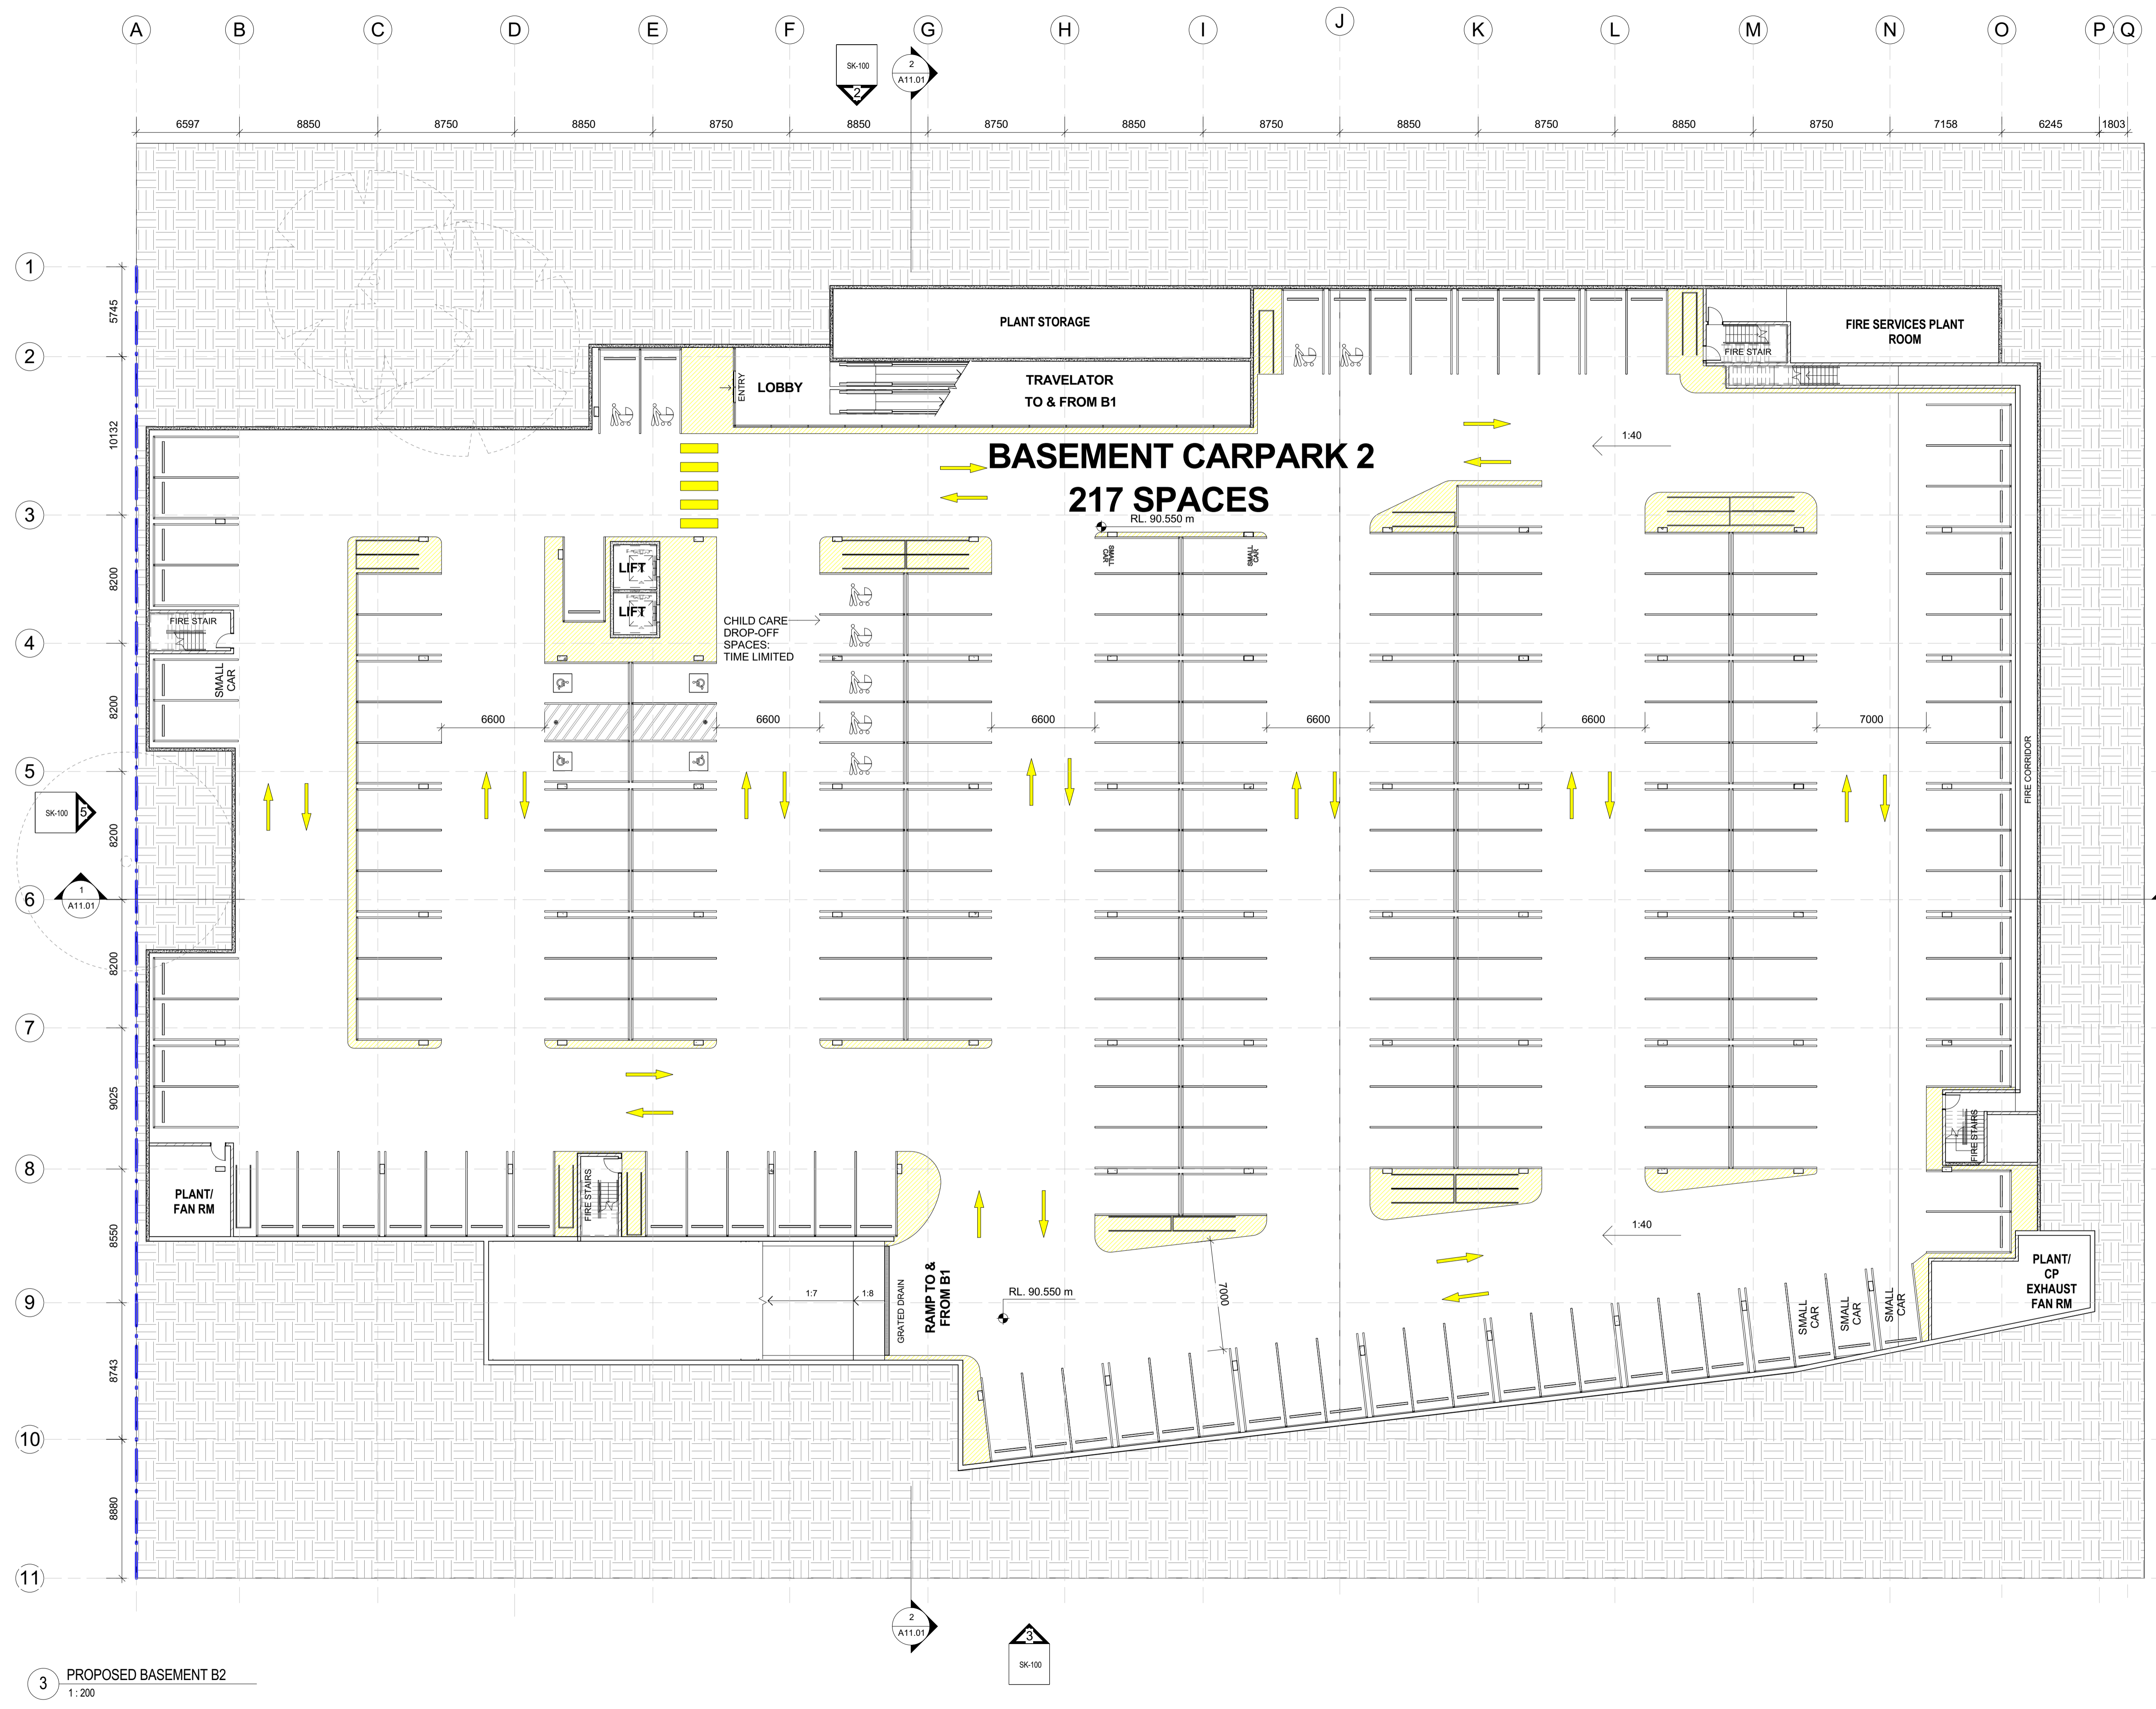 A B C D E F G H I J K L M N O P Q
SK-100
2
2
A11.01
6597 8850 8750 8850 8750 8850 8750 8850 8750 8850 8750 8850 8750 7158 6245 1803
1
5745
2
10132
3
8200
4
8200
5
8200
6
8200
7
9025
8
8550
9
8743
10
8880
11
PLANT STORAGE
FIRE SERVICES PLANT
ROOM
FIRE STAIR
ENTRY
LOBBY
TRAVELATOR
TO & FROM B1
1:40
BASEMENT CARPARK 2
217 SPACES
RL. 90.550 m
SMALL
CAR
SMALL
CAR
LIFT
LIFT
FIRE STAIR
CHILD CARE
DROP-OFF
SPACES:
TIME LIMITED
SMALL
CAR
6600 6600 6600 6600 6600 7000
FIRE CORRIDOR
SK-100
5
1
A11.01
FIRE STAIRS
PLANT/
FAN RM
FIRE STAIRS
1:40
1:7
1:8
GRATED DRAIN
RAMP TO &
FROM B1
RL. 90.550 m
7000
SMALL
CAR
SMALL
CAR
SMALL
CAR
PLANT/
CP
EXHAUST
FAN RM
2
A11.01
3
SK-100
3
PROPOSED BASEMENT B2
1 : 200